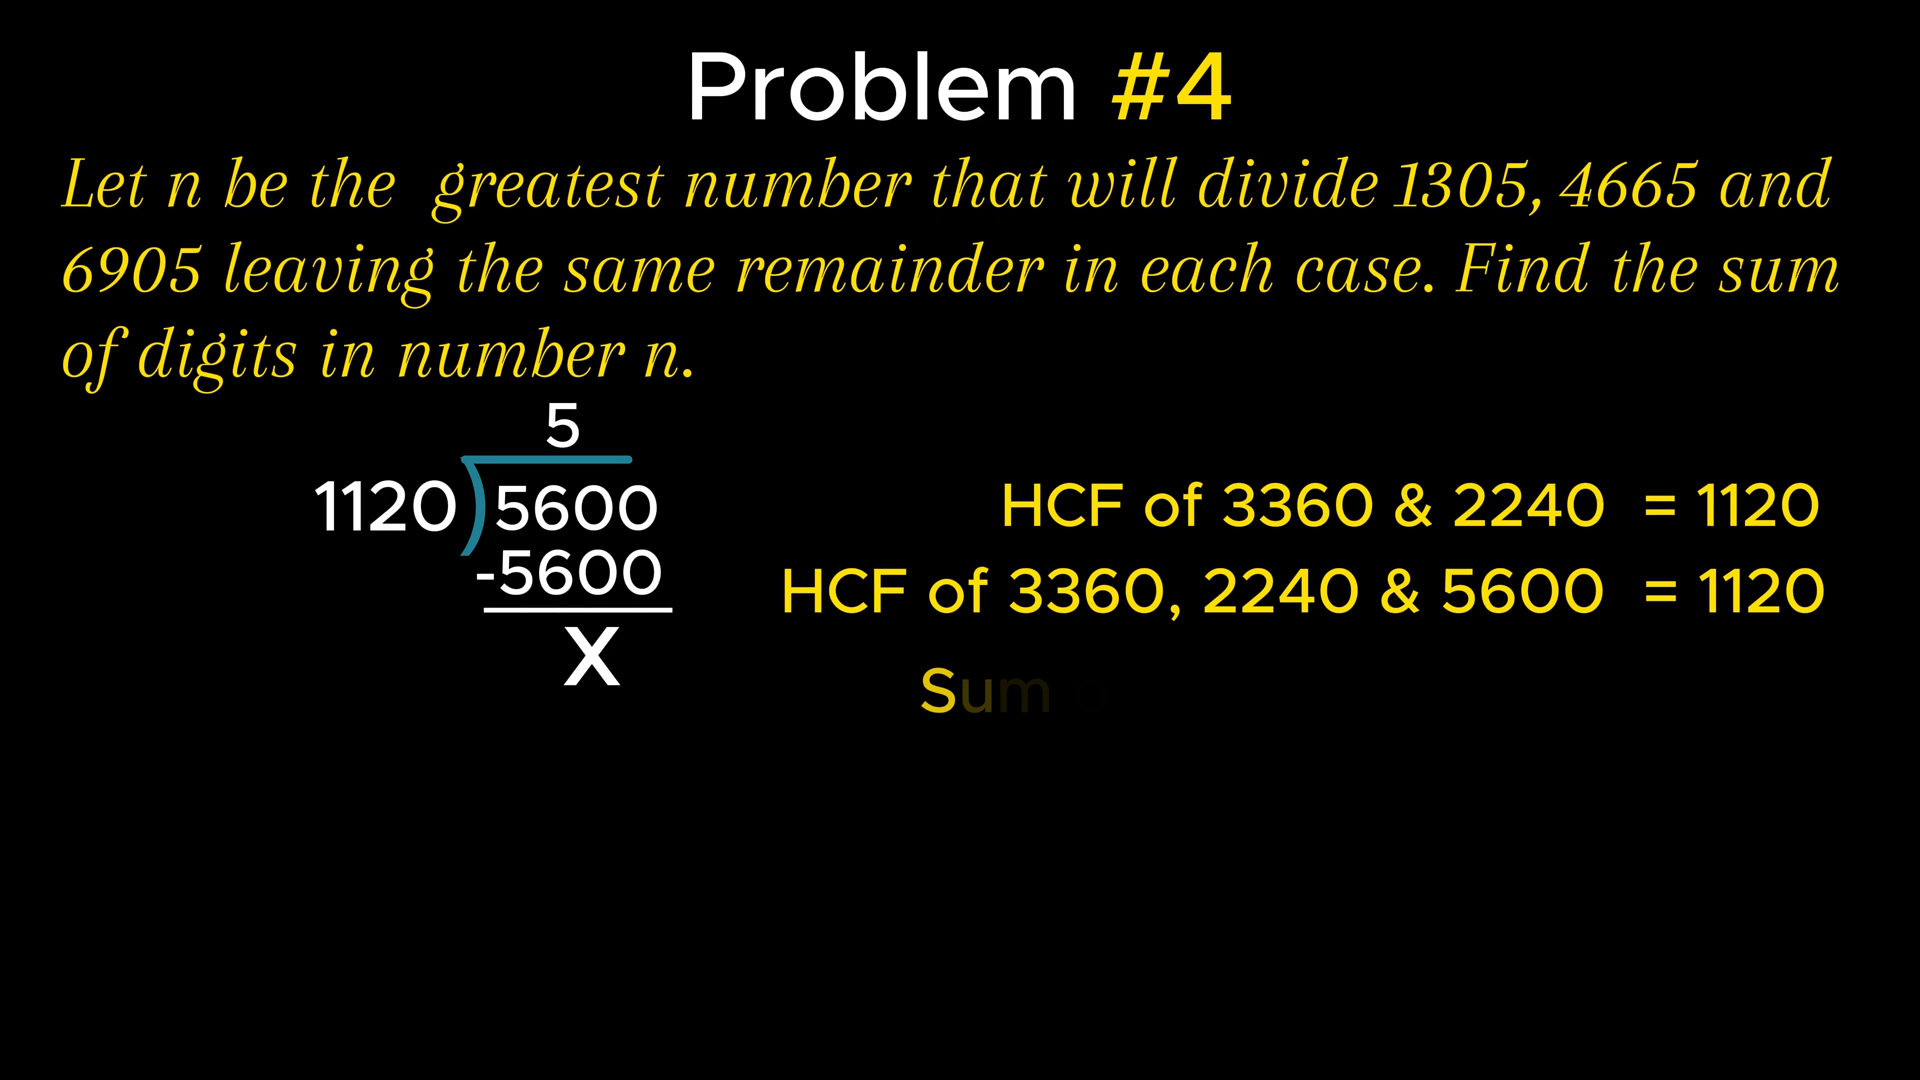 Problem #4
Let n be the greatest number that will divide 1305, 4665 and
6905 leaving the same remainder in each case. Find the sum
of digits in number n.
5
1120 5600
-5600
X
HCF of 3360 & 2240 = 1120
HCF of 3360, 2240 & 5600 = 1120
Sum